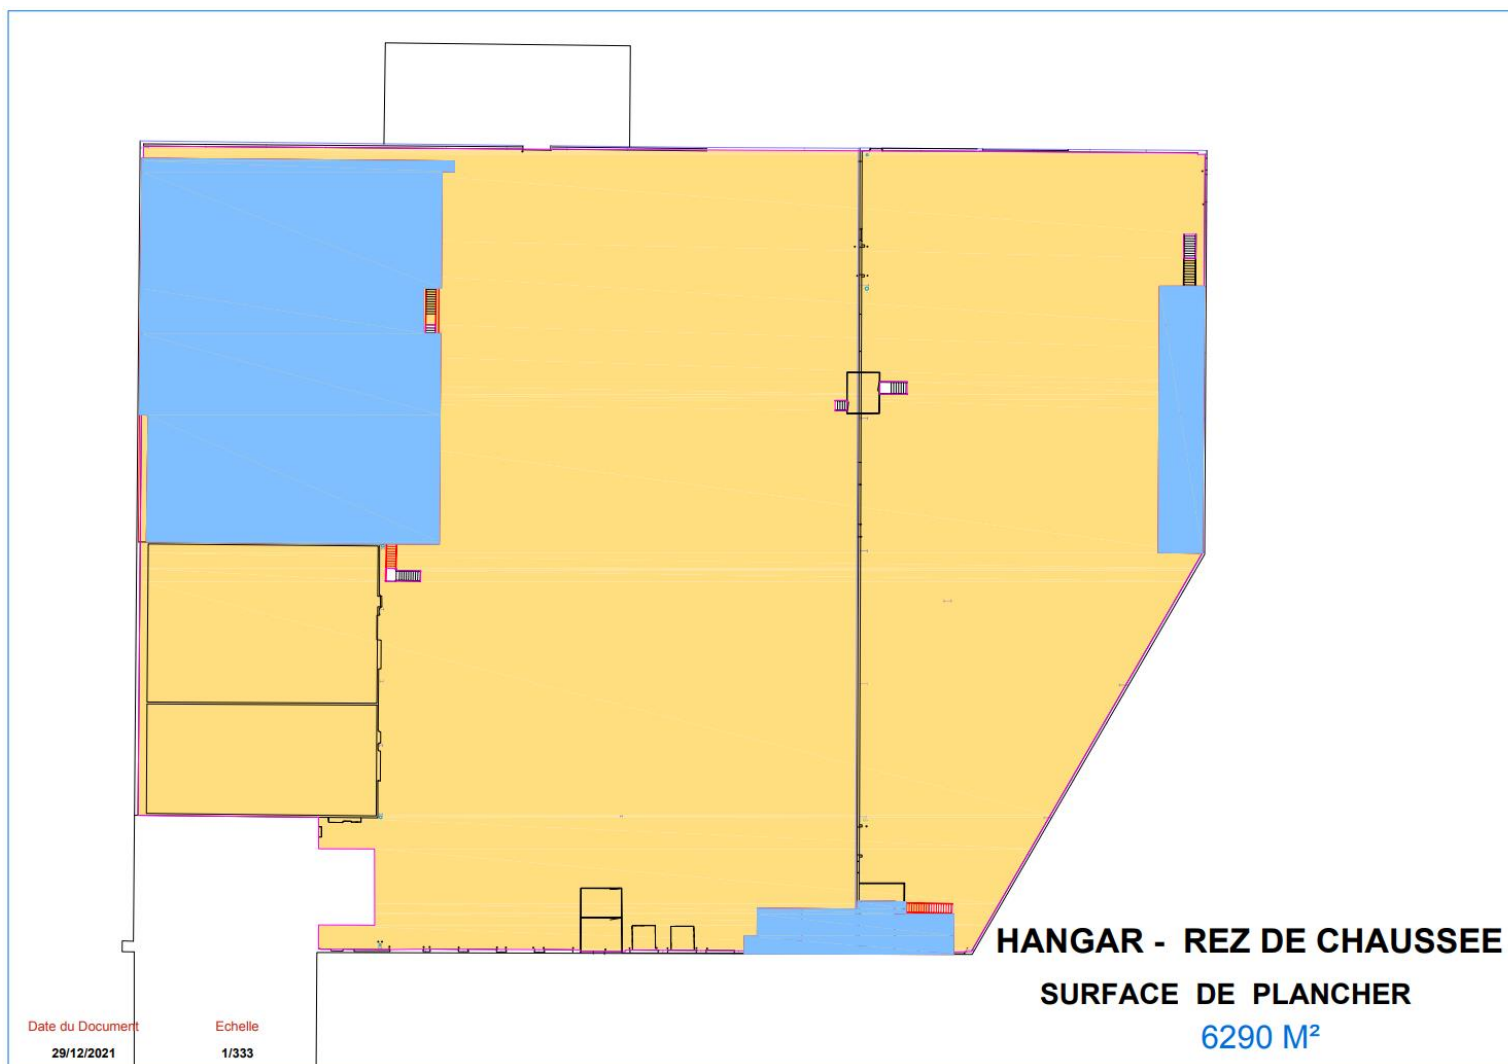 HANGAR - REZ DE CHAUSSEE
SURFACE DE PLANCHER
6290 M²
Date du Document
Echelle
29/12/2021
1/333